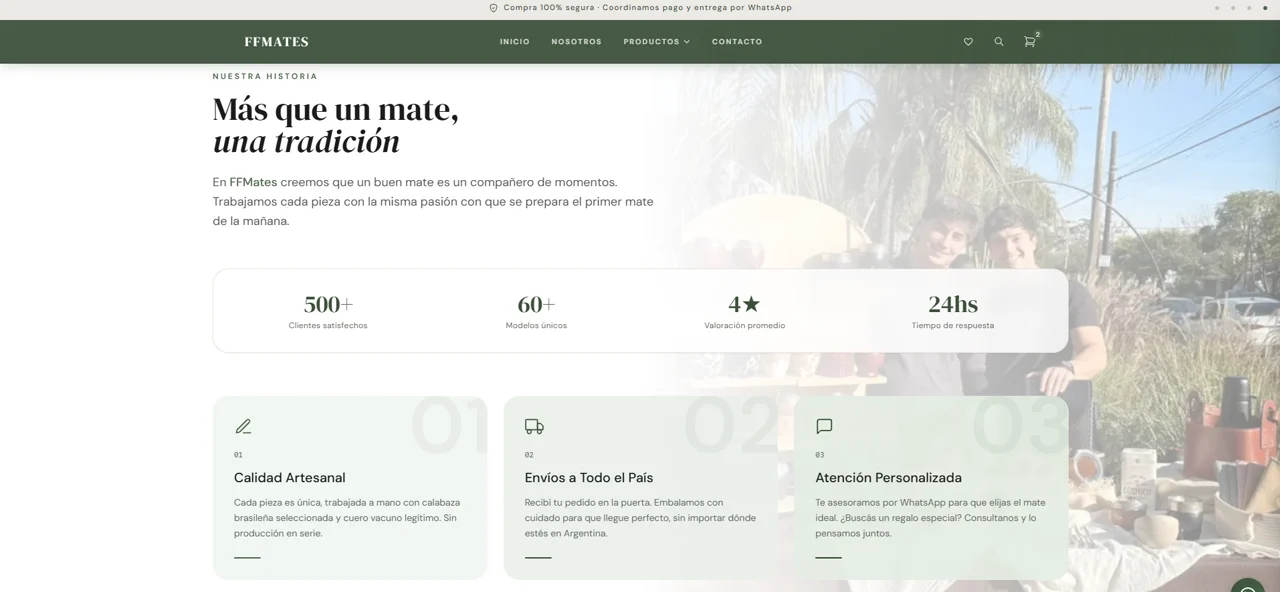 Compra 100% segura · Coordinamos pago y entrega por WhatsApp
FFMATES
INICIO
NOSOTROS
PRODUCTOS
CONTACTO
2
NUESTRA HISTORIA
Más que un mate,
una tradición
En FFMates creemos que un buen mate es un compañero de momentos.
Trabajamos cada pieza con la misma pasión con que se prepara el primer mate
de la mañana.
500+
Clientes satisfechos
60+
Modelos únicos
4★
Valoración promedio
24hs
Tiempo de respuesta
01
01
Calidad Artesanal
Cada pieza es única, trabajada a mano con calabaza
brasileña seleccionada y cuero vacuno legítimo. Sin
producción en serie.
02
02
Envíos a Todo el País
Recibí tu pedido en la puerta. Embalamos con
cuidado para que llegue perfecto, sin importar dónde
estés en Argentina.
03
03
Atención Personalizada
Te asesoramos por WhatsApp para que elijas el mate
ideal. ¿Buscás un regalo especial? Consultanos y lo
pensamos juntos.